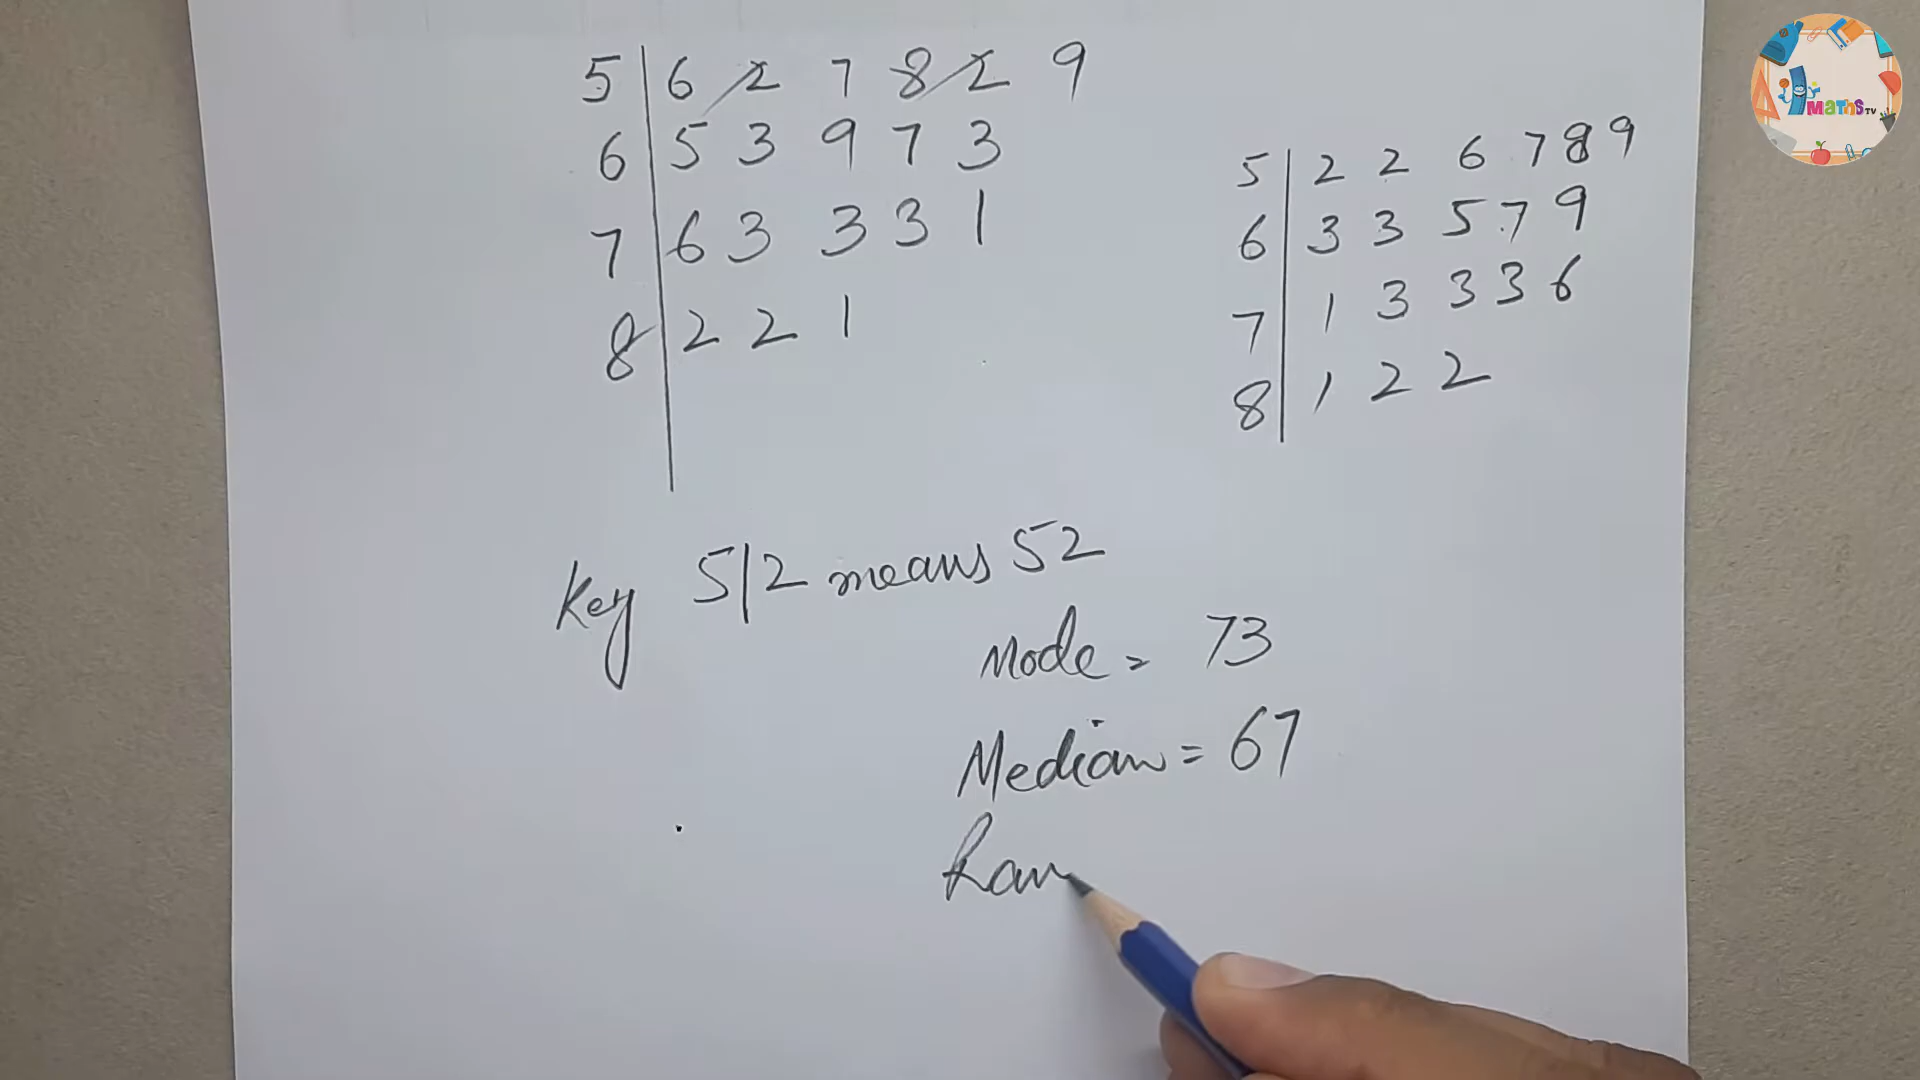 5 | 6 2 7 8 2 9
6 | 5 3 9 7 3
7 | 6 3 3 3 1
8 | 2 2 1
5 | 2 2 6 7 8 9
6 | 3 3 5 7 9
7 | 1 3 3 3 6
8 | 1 2 2
Key 5|2 means 52
Mode = 73
Median = 67
Ran
MATHS TV